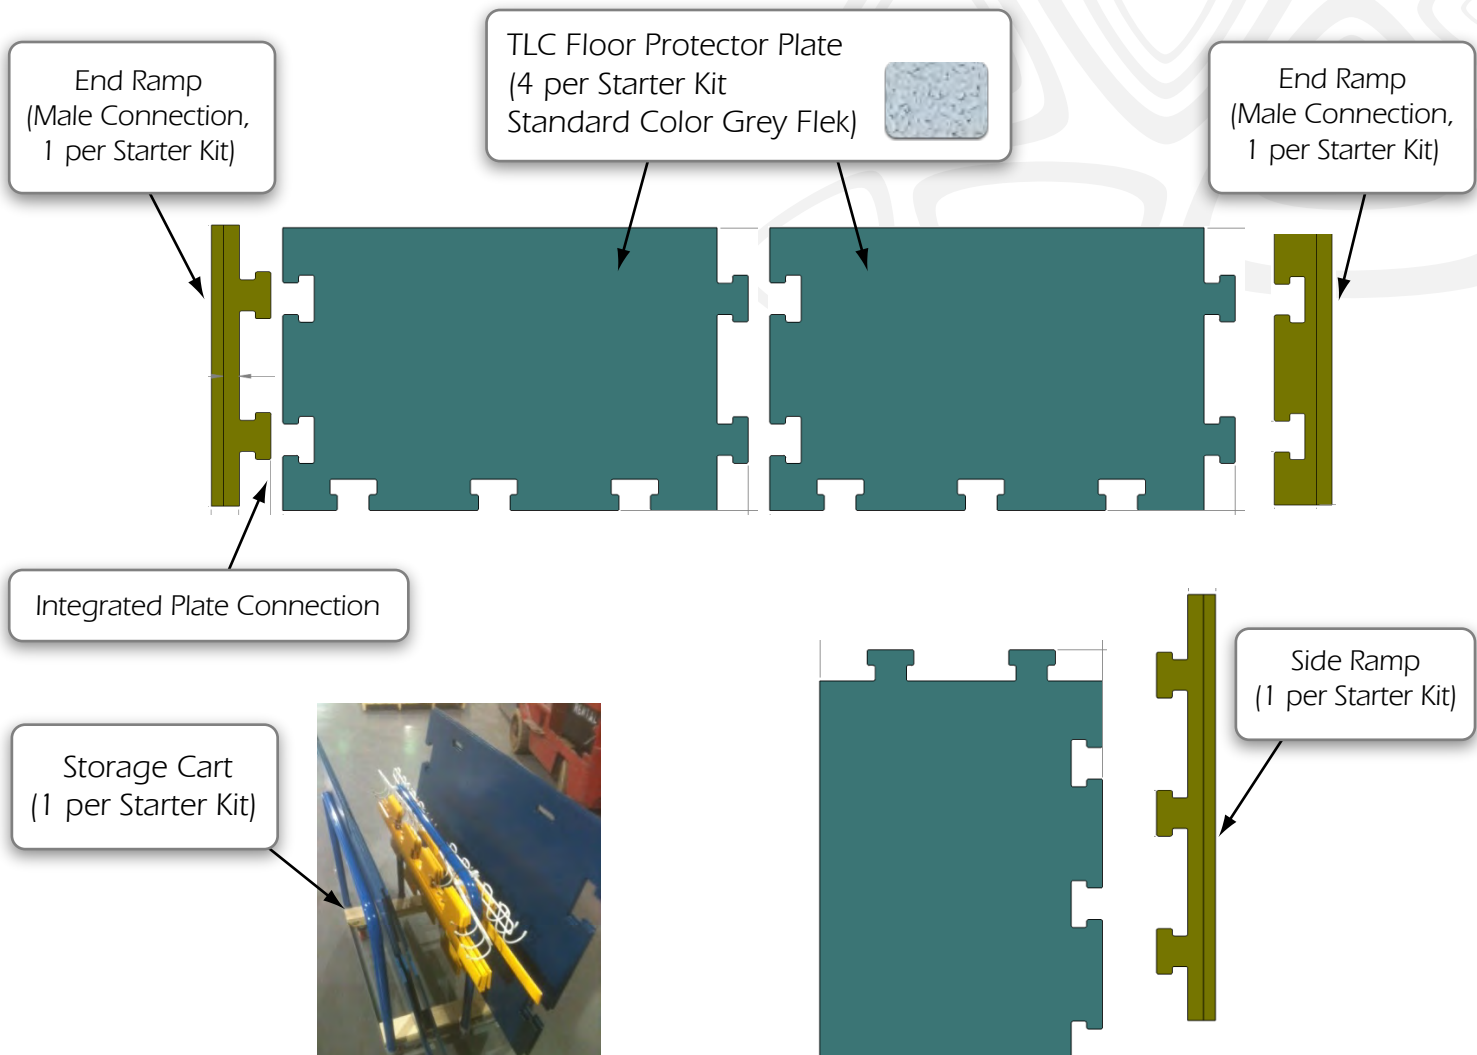 End Ramp
(Male Connection,
1 per Starter Kit)
TLC Floor Protector Plate
(4 per Starter Kit
Standard Color Grey Flek)
End Ramp
(Male Connection,
1 per Starter Kit)
Integrated Plate Connection
Side Ramp
(1 per Starter Kit)
Storage Cart
(1 per Starter Kit)